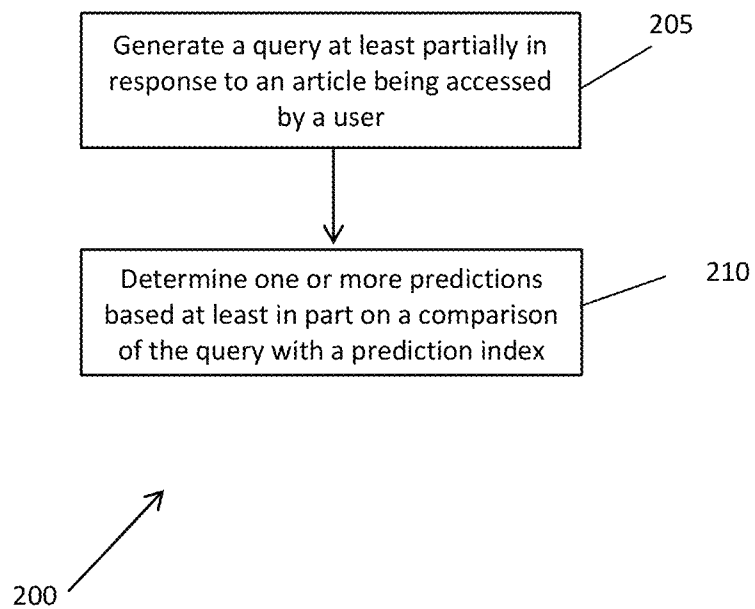 Generate a query at least partially in
response to an article being accessed
by a user
205
Determine one or more predictions
based at least in part on a comparison
of the query with a prediction index
210
200